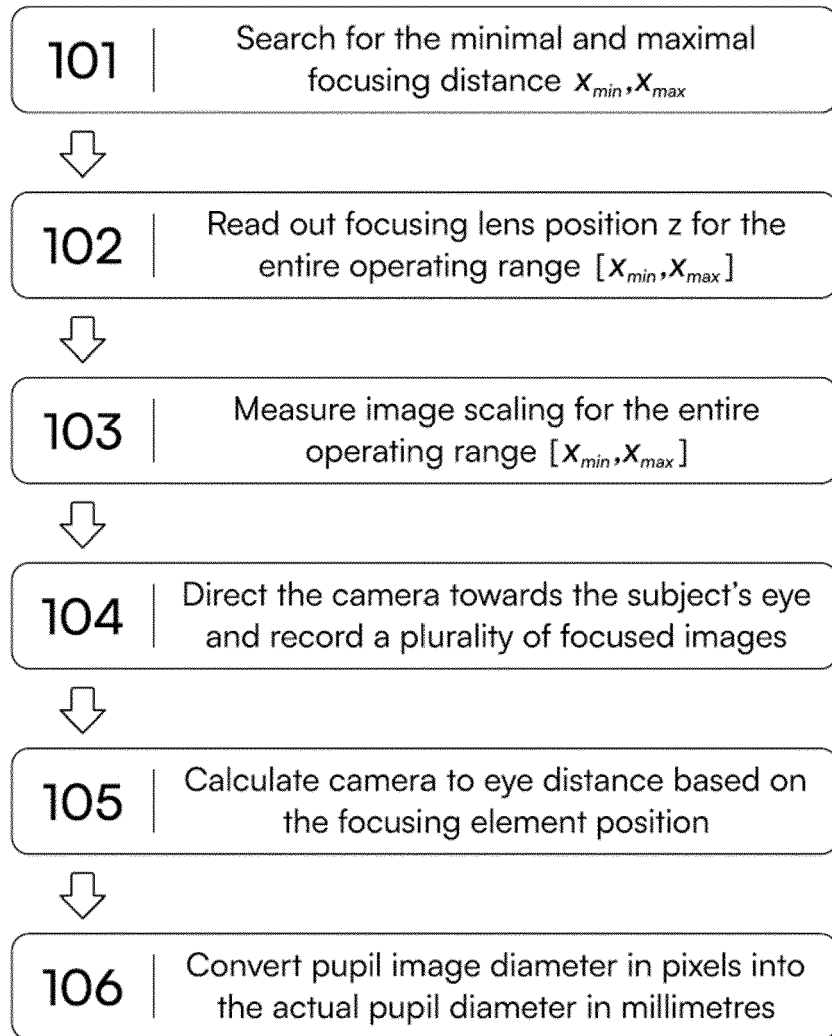 101
Search for the minimal and maximal
focusing distance x_min,x_max
102
Read out focusing lens position z for the
entire operating range [x_min,x_max]
103
Measure image scaling for the entire
operating range [x_min,x_max]
104
Direct the camera towards the subject's eye
and record a plurality of focused images
105
Calculate camera to eye distance based on
the focusing element position
106
Convert pupil image diameter in pixels into
the actual pupil diameter in millimetres